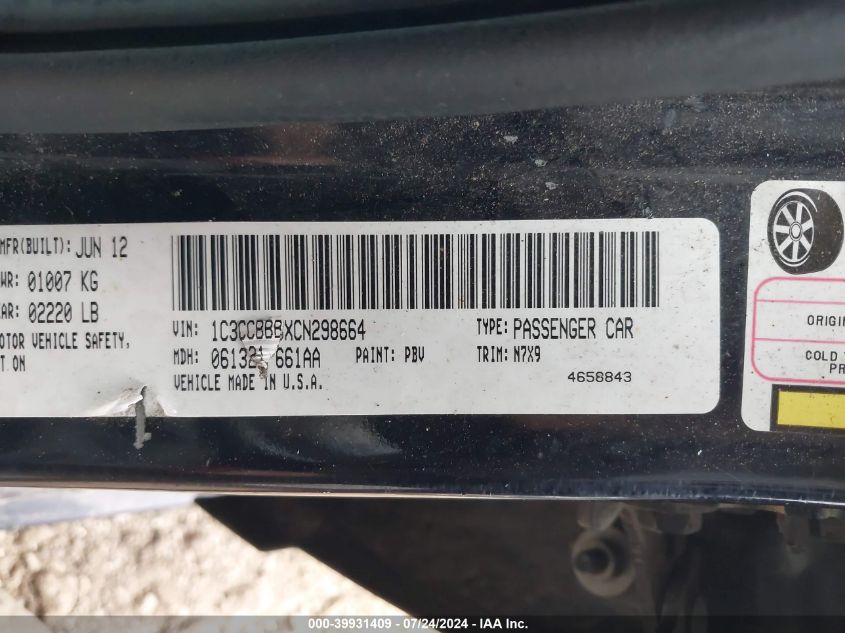 MFR(BUILT): JUN 12
WR: 01007 KG
EAR: 02220 LB
OTOR VEHICLE SAFETY,
T ON
VIN: 1C3CCBBBXCN298664 TYPE: PASSENGER CAR
MDH: 061321 661AA PAINT: PBV TRIM: N7X9
VEHICLE MADE IN U.S.A. 4658843
ORIGI
COLD
PR
000-39931409 - 07/24/2024 - IAA Inc.